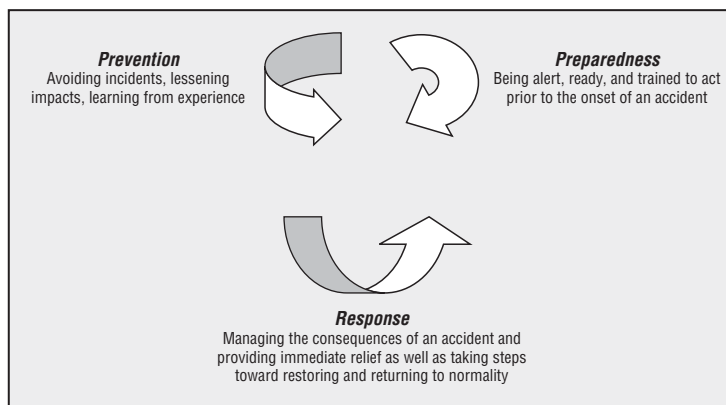 Prevention
Avoiding incidents, lessening
impacts, learning from experience
Preparedness
Being alert, ready, and trained to act
prior to the onset of an accident
Response
Managing the consequences of an accident and
providing immediate relief as well as taking steps
toward restoring and returning to normality